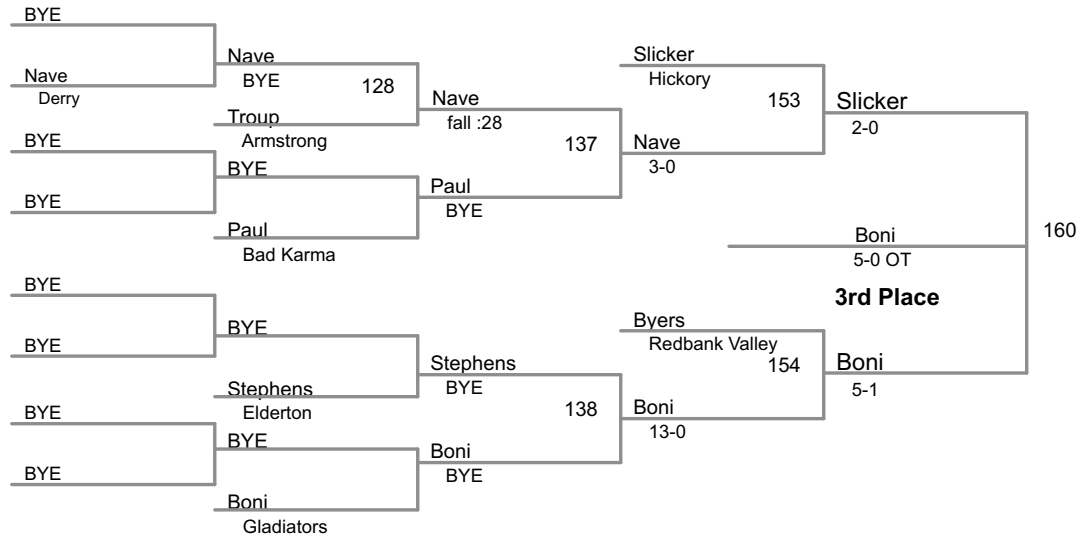 BYE
Nave
Derry
BYE
BYE
BYE
BYE
BYE
BYE
Nave
BYE
128
Troup
Armstrong
BYE
Paul
Bad Karma
BYE
Stephens
Elderton
BYE
Boni
Gladiators
Nave
fall :28
137
Paul
BYE
Stephens
BYE
138
Boni
BYE
Slicker
Hickory
153
Nave
3-0
Byers
Redbank Valley
154
Boni
13-0
Slicker
2-0
160
Boni
5-0 OT
3rd Place
Boni
5-1